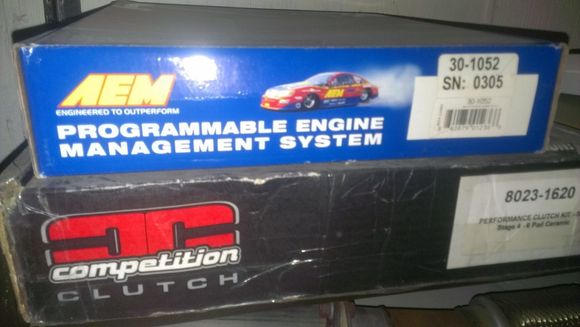 AEM
ENGINEERED TO OUTPERFORM
PROGRAMMABLE ENGINE
MANAGEMENT SYSTEM
30-1052
SN: 0305
30-1052
competition
CLUTCH
8023-1620
PERFORMANCE CLUTCH KIT
Stage 4 - 6 Pad Ceramic